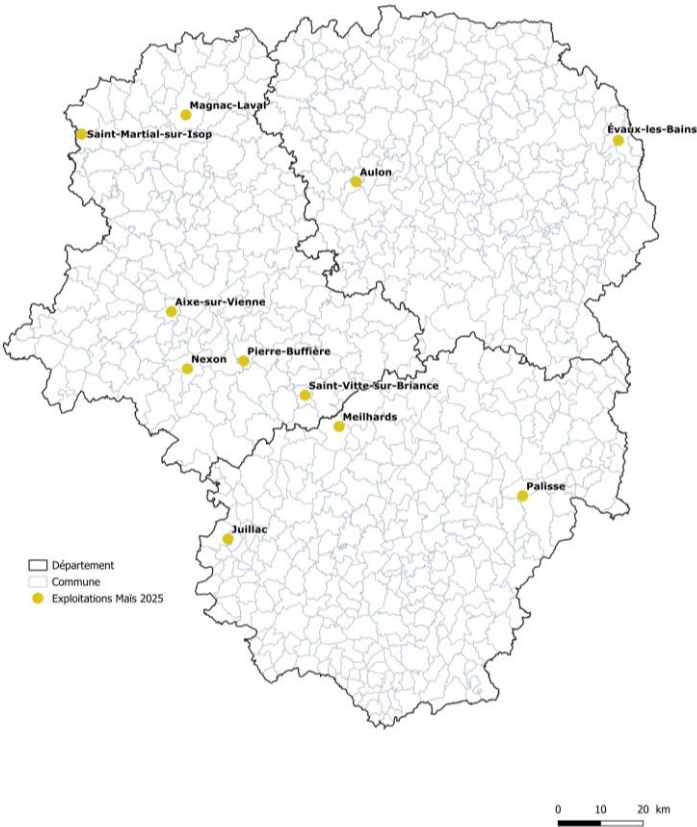 Magnac-Laval
Saint-Martial-sur-Isop
Évaux-les-Bains
Aulon
Aixe-sur-Vienne
Pierre-Buffière
Nexon
Saint-Vitte-sur-Briance
Meilhards
Palisse
Juillac
Département
Commune
Exploitations Maïs 2025
0 10 20 km